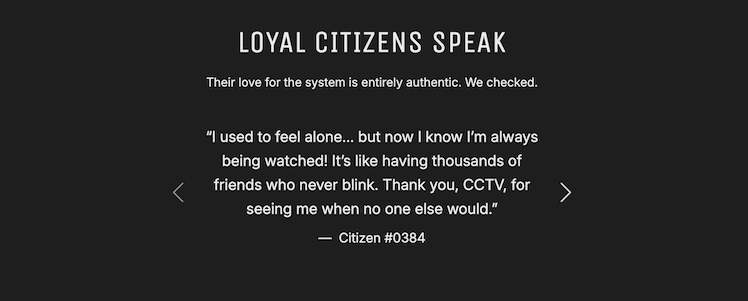 LOYAL CITIZENS SPEAK
Their love for the system is entirely authentic. We checked.
“I used to feel alone... but now I know I’m always
being watched! It’s like having thousands of
friends who never blink. Thank you, CCTV, for
seeing me when no one else would.”
— Citizen #0384